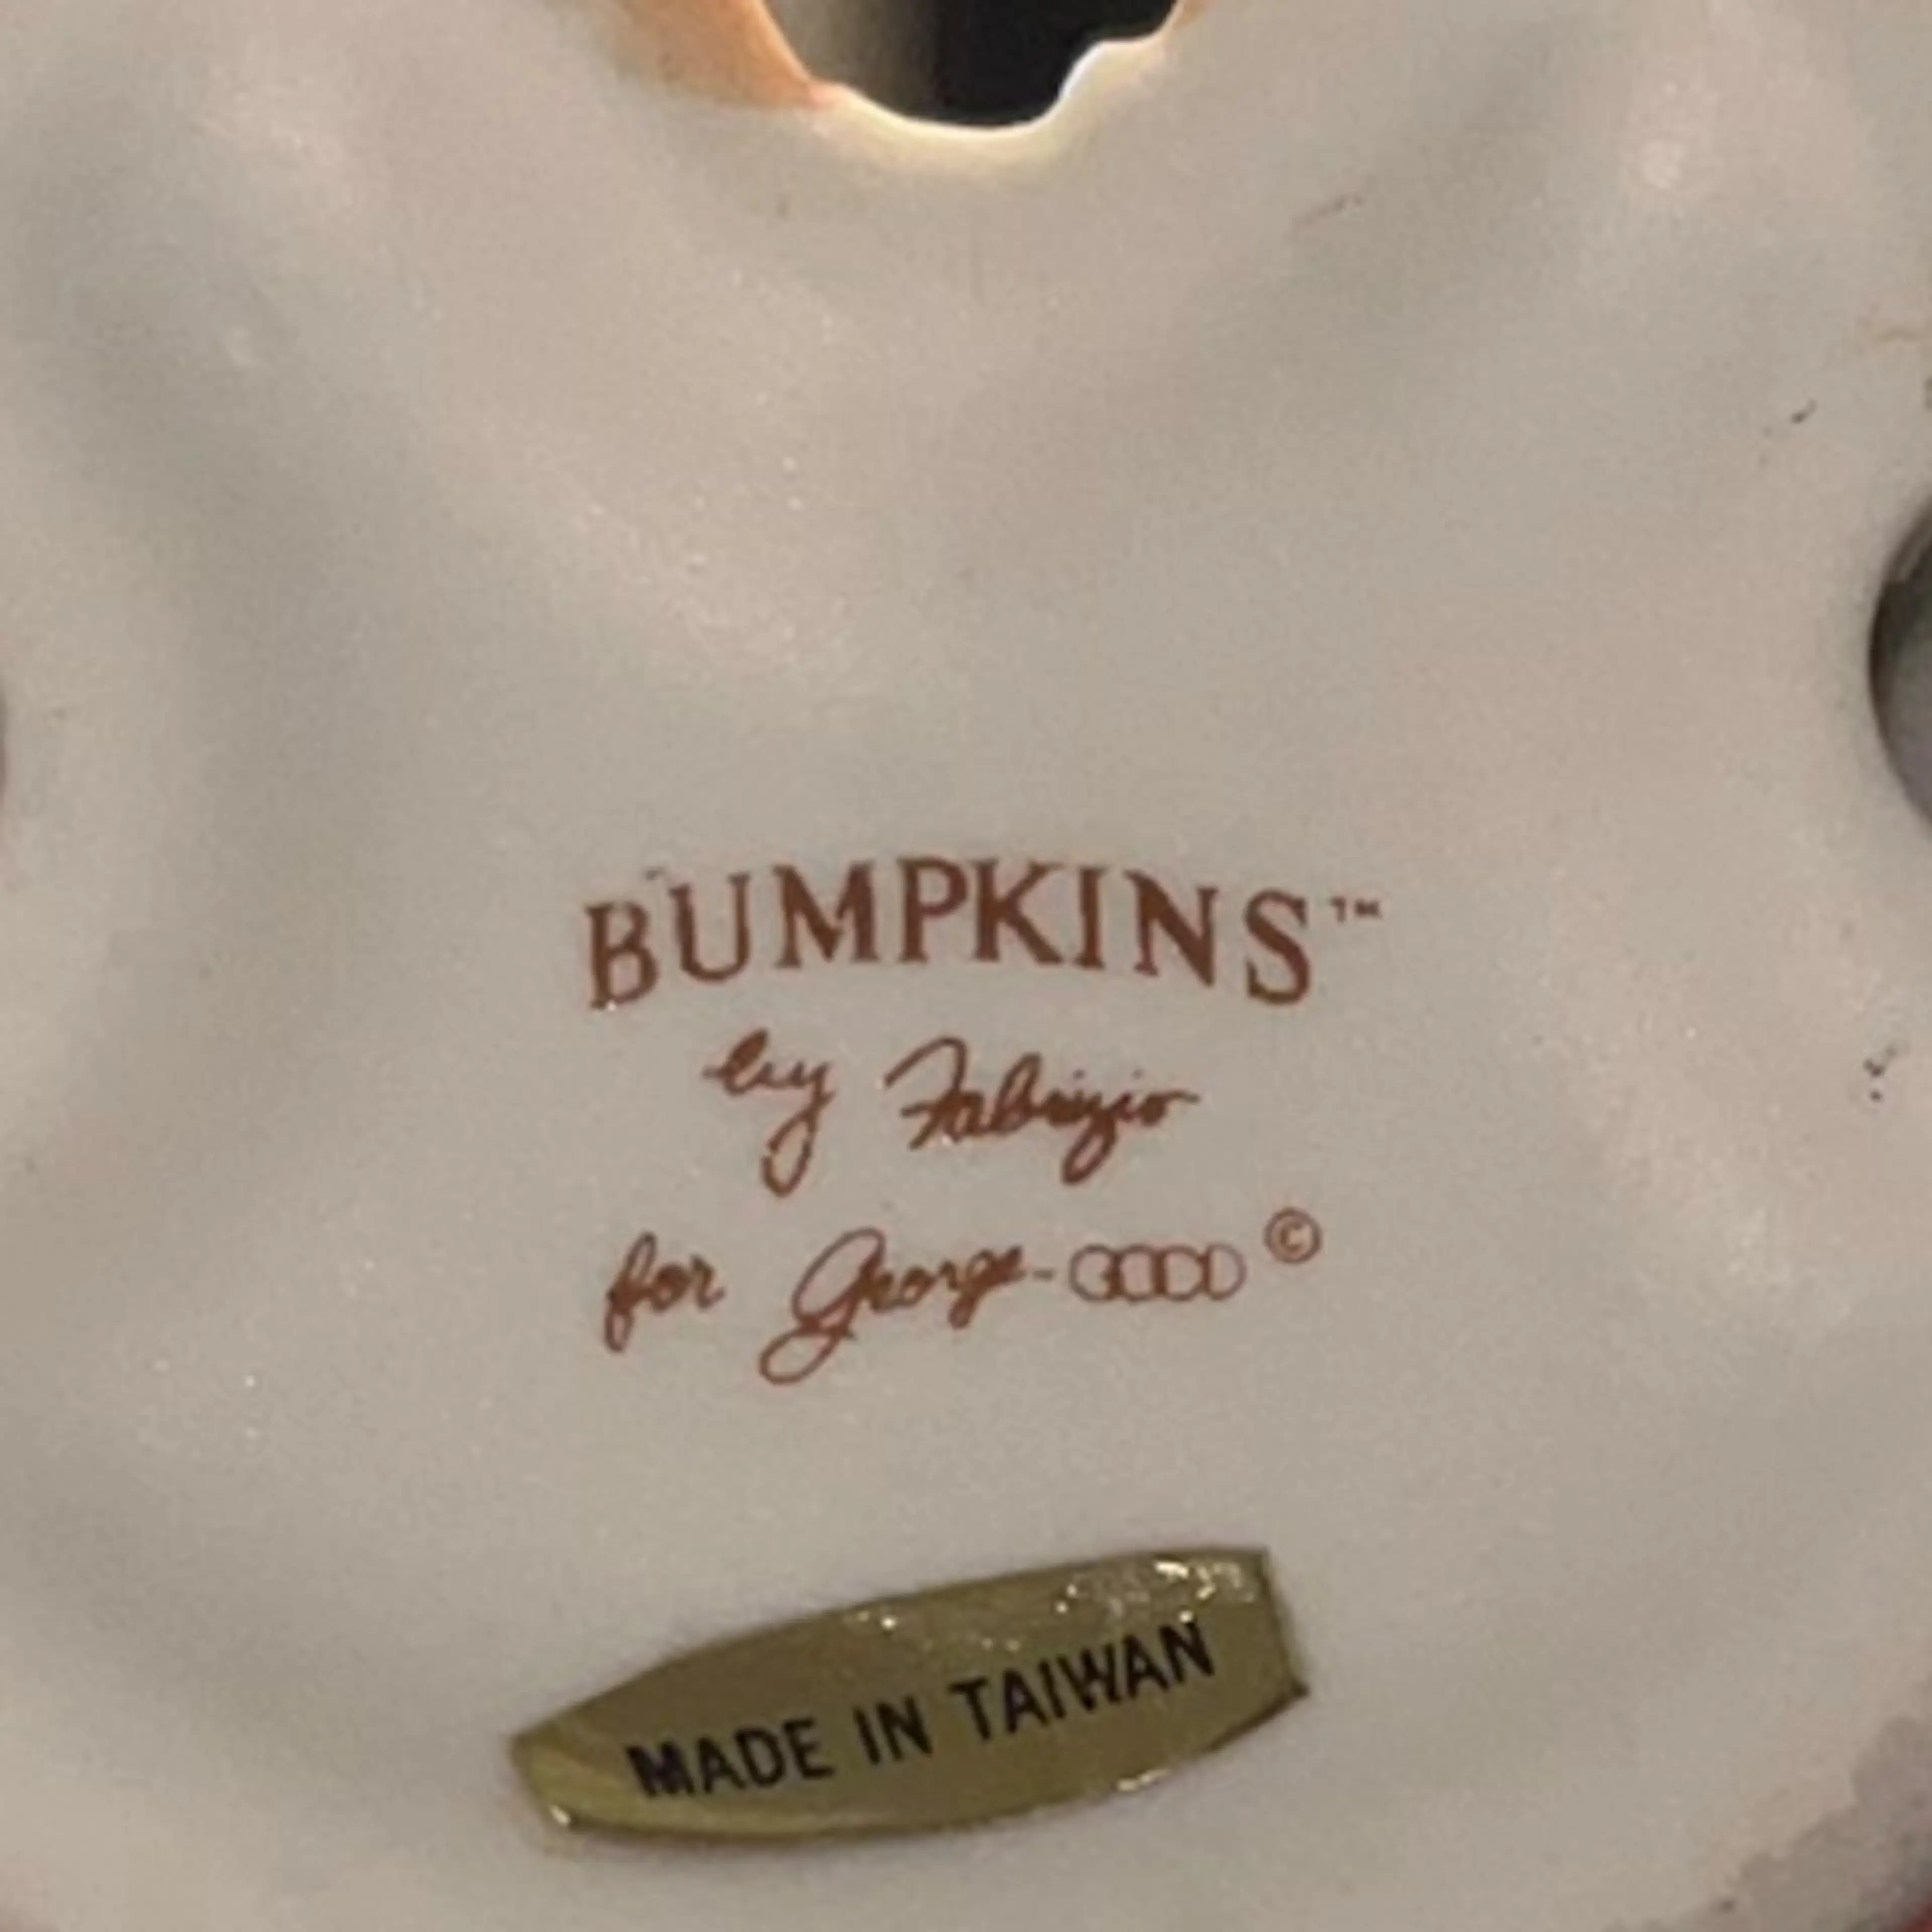 BUMPKINS™
by Fabrizio
for George-GOOD©
MADE IN TAIWAN